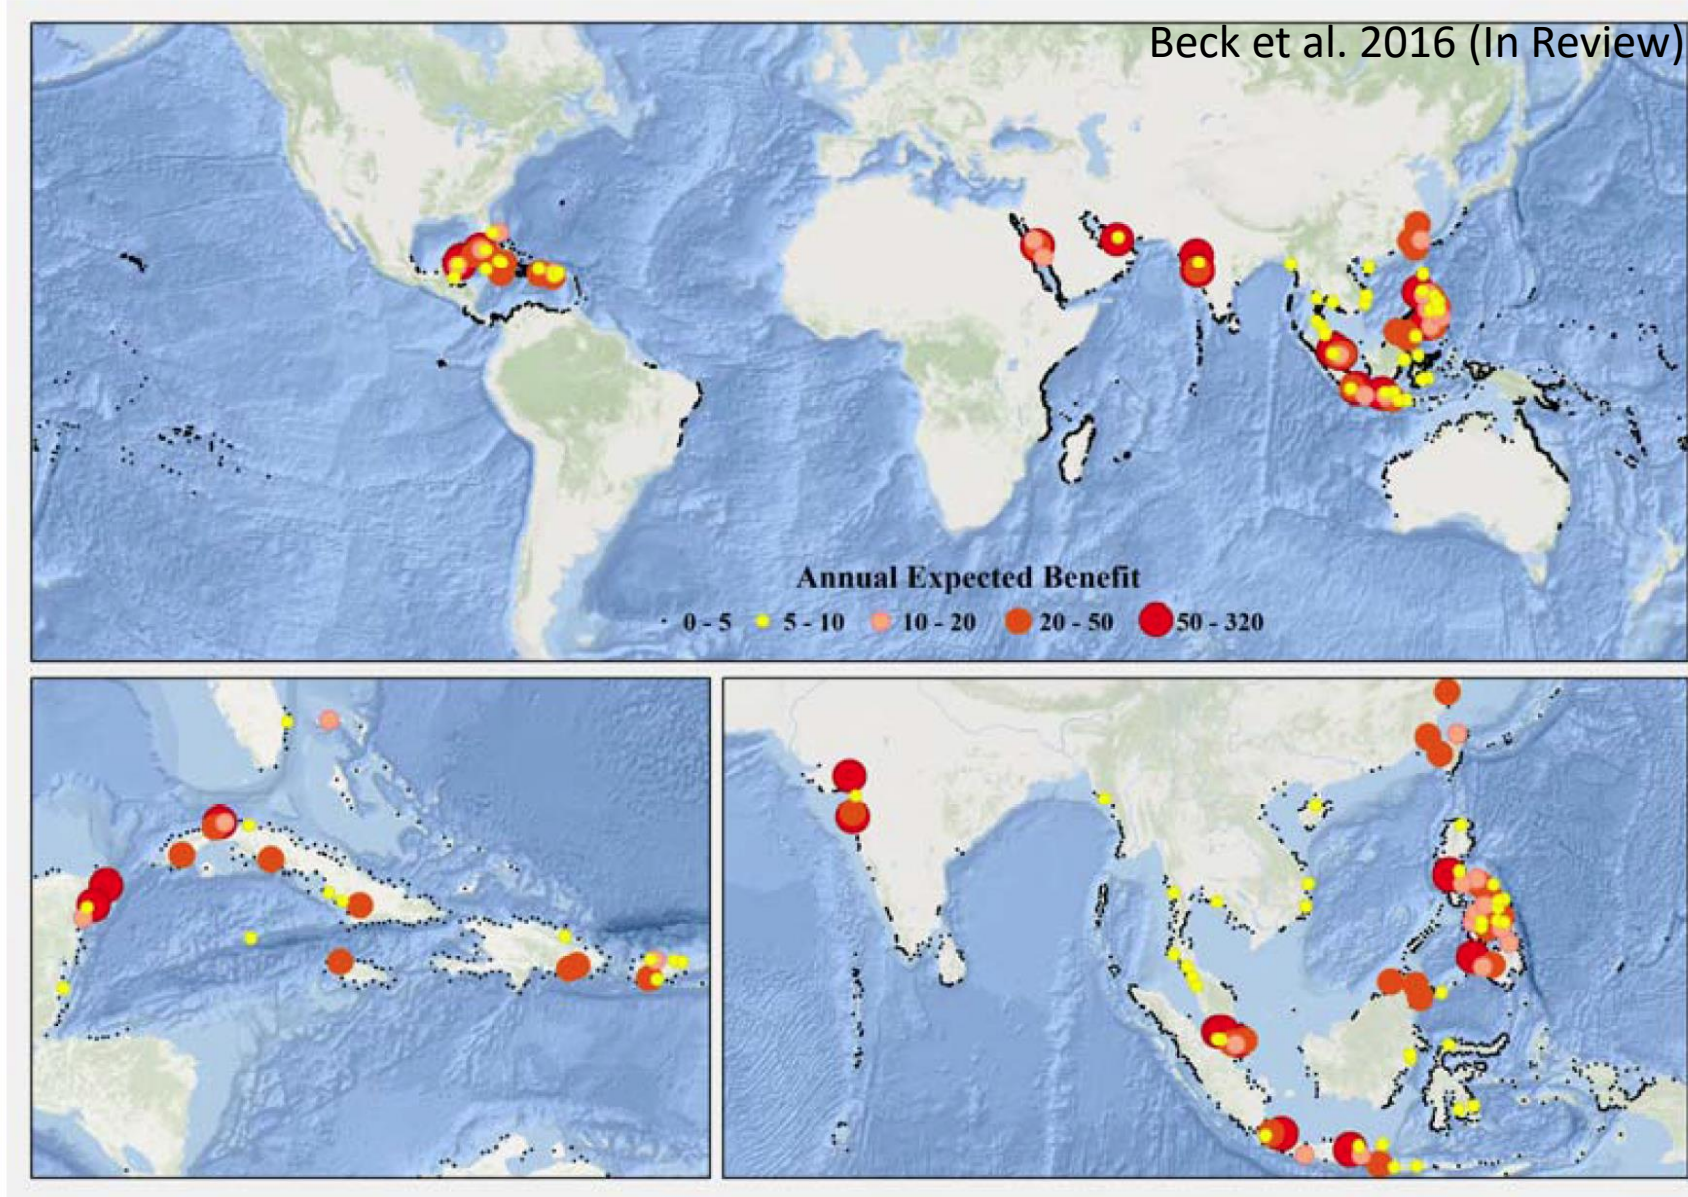 Beck et al. 2016 (In Review)
Annual Expected Benefit
0 - 5 5 - 10 10 - 20 20 - 50 50 - 320